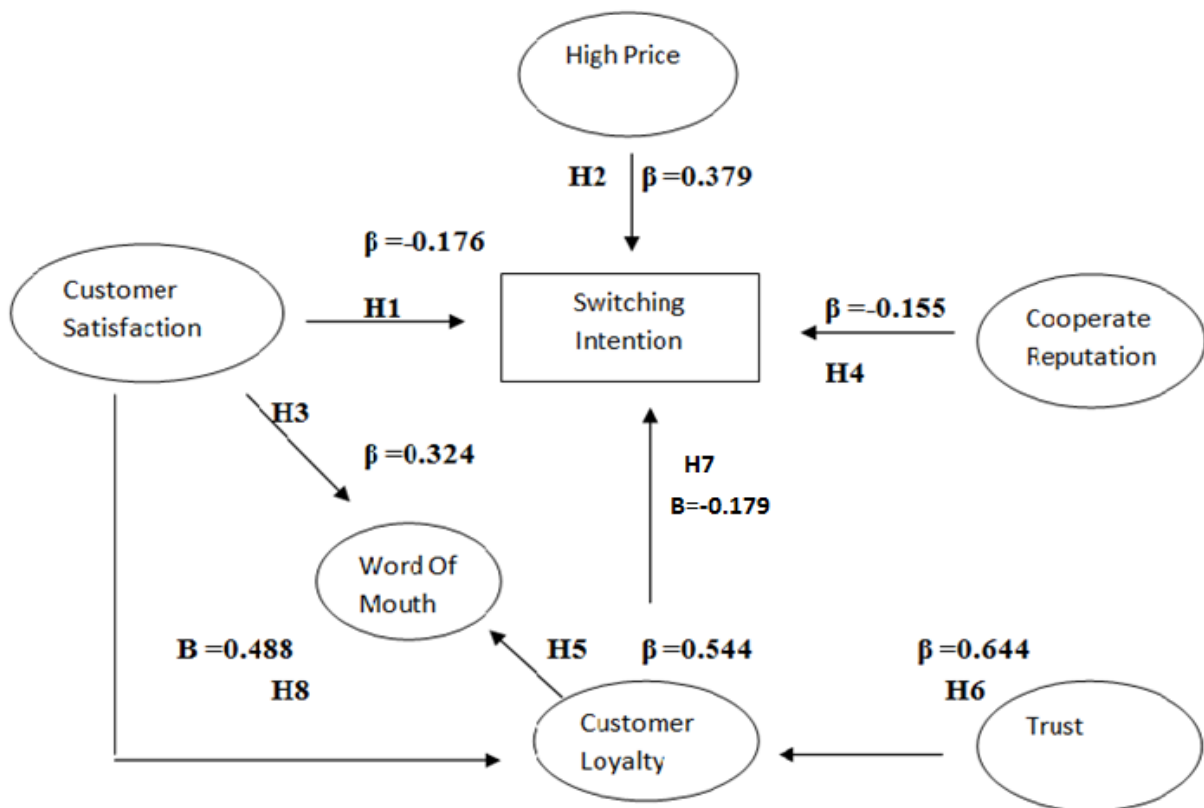 High Price
H2
β =0.379
β =-0.176
Customer
Satisfaction
H1
Switching
Intention
β =-0.155
H4
Cooperate
Reputation
H3
β =0.324
H7
B=-0.179
Word Of
Mouth
B =0.488
H8
H5
β =0.544
β =0.644
H6
Customer
Loyalty
Trust